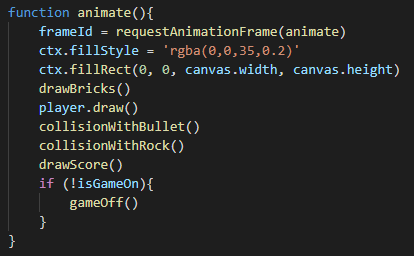 function animate(){
    frameId = requestAnimationFrame(animate)
    ctx.fillStyle = 'rgba(0,0,35,0.2)'
    ctx.fillRect(0, 0, canvas.width, canvas.height)
    drawBricks()
    player.draw()
    collisionWithBullet()
    collisionWithRock()
    drawScore()
    if (!isGameOn){
        gameOff()
    }
}